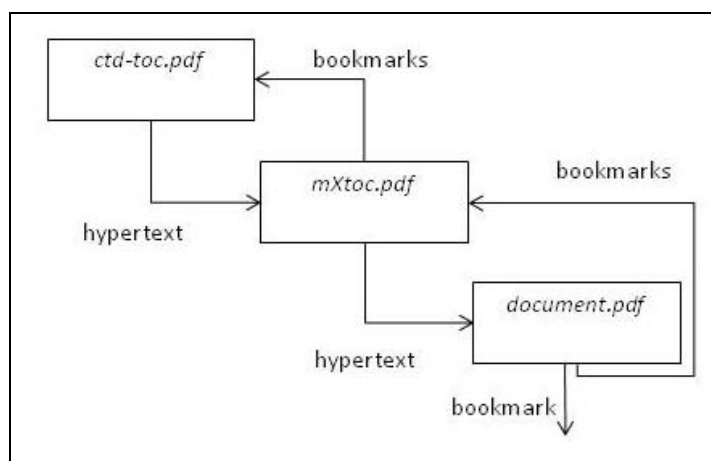 ctd-toc.pdf
bookmarks
mXtoc.pdf
bookmarks
hypertext
document.pdf
hypertext
bookmark